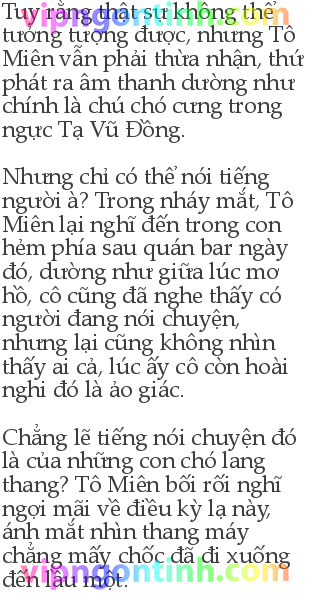 Tuy rằng thật sự không thể
tưởng tượng được, nhưng Tô
Miên vẫn phải thừa nhận, thứ
phát ra âm thanh dường như
chính là chú chó cưng trong
ngực Tạ Vũ Đồng.
Nhưng chỉ có thể nói tiếng
người à? Trong nháy mắt, Tô
Miên lại nghĩ đến trong con
hẻm phía sau quán bar ngày
đó, dường như giữa lúc mơ
hồ, cô cũng đã nghe thấy có
người đang nói chuyện,
nhưng lại cũng không nhìn
thấy ai cả, lúc ấy cô còn hoài
nghi đó là ảo giác.
Chẳng lẽ tiếng nói chuyện đó
là của những con chó lang
thang? Tô Miên bối rối nghĩ
ngợi mãi về điều kỳ lạ này,
ánh mắt nhìn thang máy
chẳng mấy chốc đã đi xuống
đến lầu một.
vipngontinh.com
vipngontinh.com